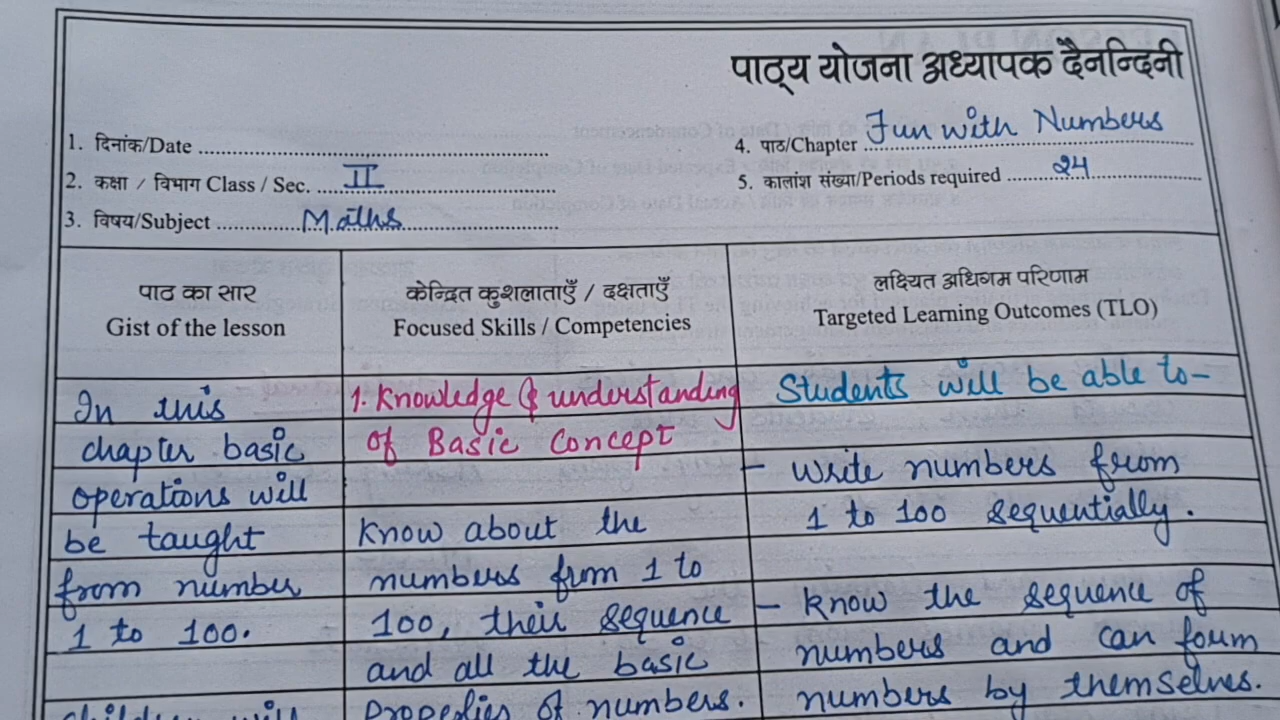 पाठ्य योजना अध्यापक दैनन्दिनी
1. दिनांक/Date ........................
2. कक्षा / विभाग Class / Sec. .... II ....
3. विषय/Subject .... Maths ....
4. पाठ/Chapter .... Fun with Numbers ....
5. कालांश संख्या/Periods required .... 24 ....
पाठ का सार
Gist of the lesson
In this
chapter basic
operations will
be taught
from number
1 to 100.
children will
केन्द्रित कुशलाताएँ / दक्षताएँ
Focused Skills / Competencies
1. Knowledge & understanding
of Basic Concept
Know about the
numbers from 1 to
100, their sequence
and all the basic
Propeties of numbers.
लक्ष्यित अधिगम परिणाम
Targeted Learning Outcomes (TLO)
Students will be able to-
- write numbers from
1 to 100 sequentially.
- know the sequence of
numbers and can form
numbers by themselves.